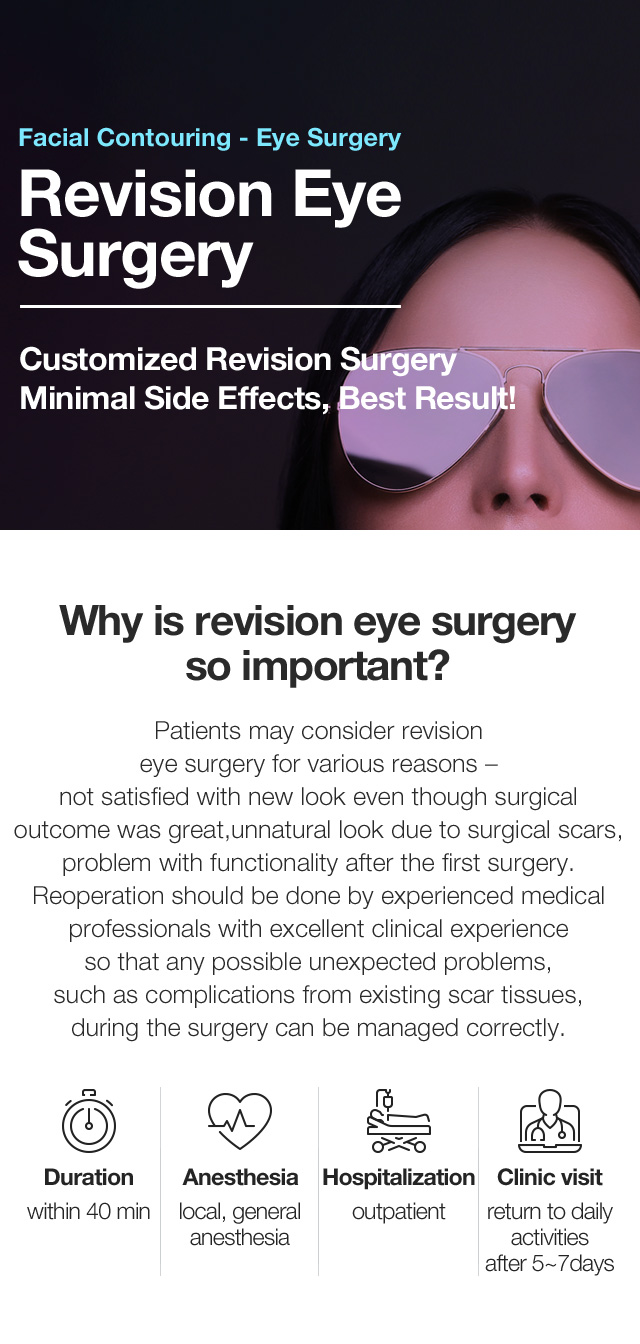 Facial Contouring - Eye Surgery
Revision Eye
Surgery
Customized Revision Surgery
Minimal Side Effects, Best Result!
Why is revision eye surgery
so important?
Patients may consider revision
eye surgery for various reasons –
not satisfied with new look even though surgical
outcome was great,unnatural look due to surgical scars,
problem with functionality after the first surgery.
Reoperation should be done by experienced medical
professionals with excellent clinical experience
so that any possible unexpected problems,
such as complications from existing scar tissues,
during the surgery can be managed correctly.
Duration
within 40 min
Anesthesia
local, general
anesthesia
Hospitalization
outpatient
Clinic visit
return to daily
activities
after 5~7days